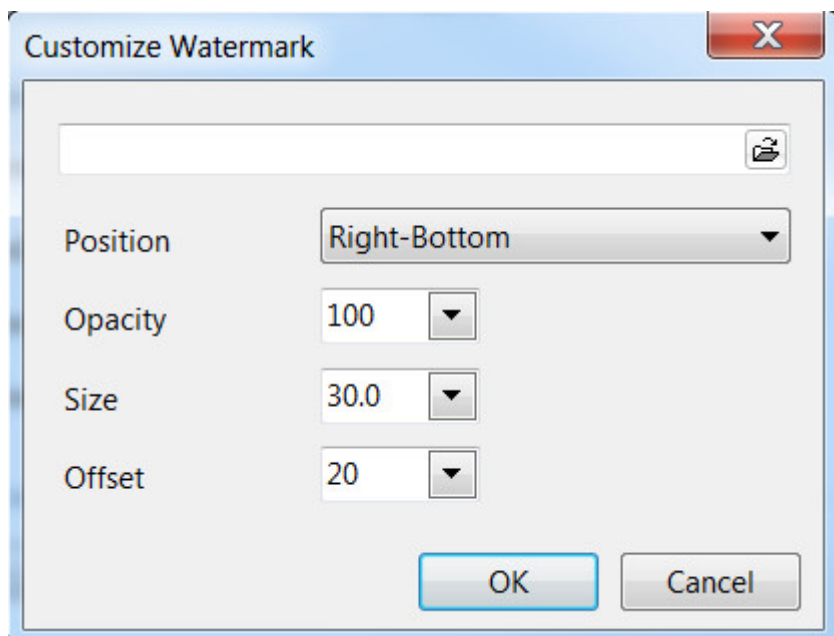 Customize Watermark
Position Right-Bottom
Opacity 100
Size 30.0
Offset 20
OK Cancel